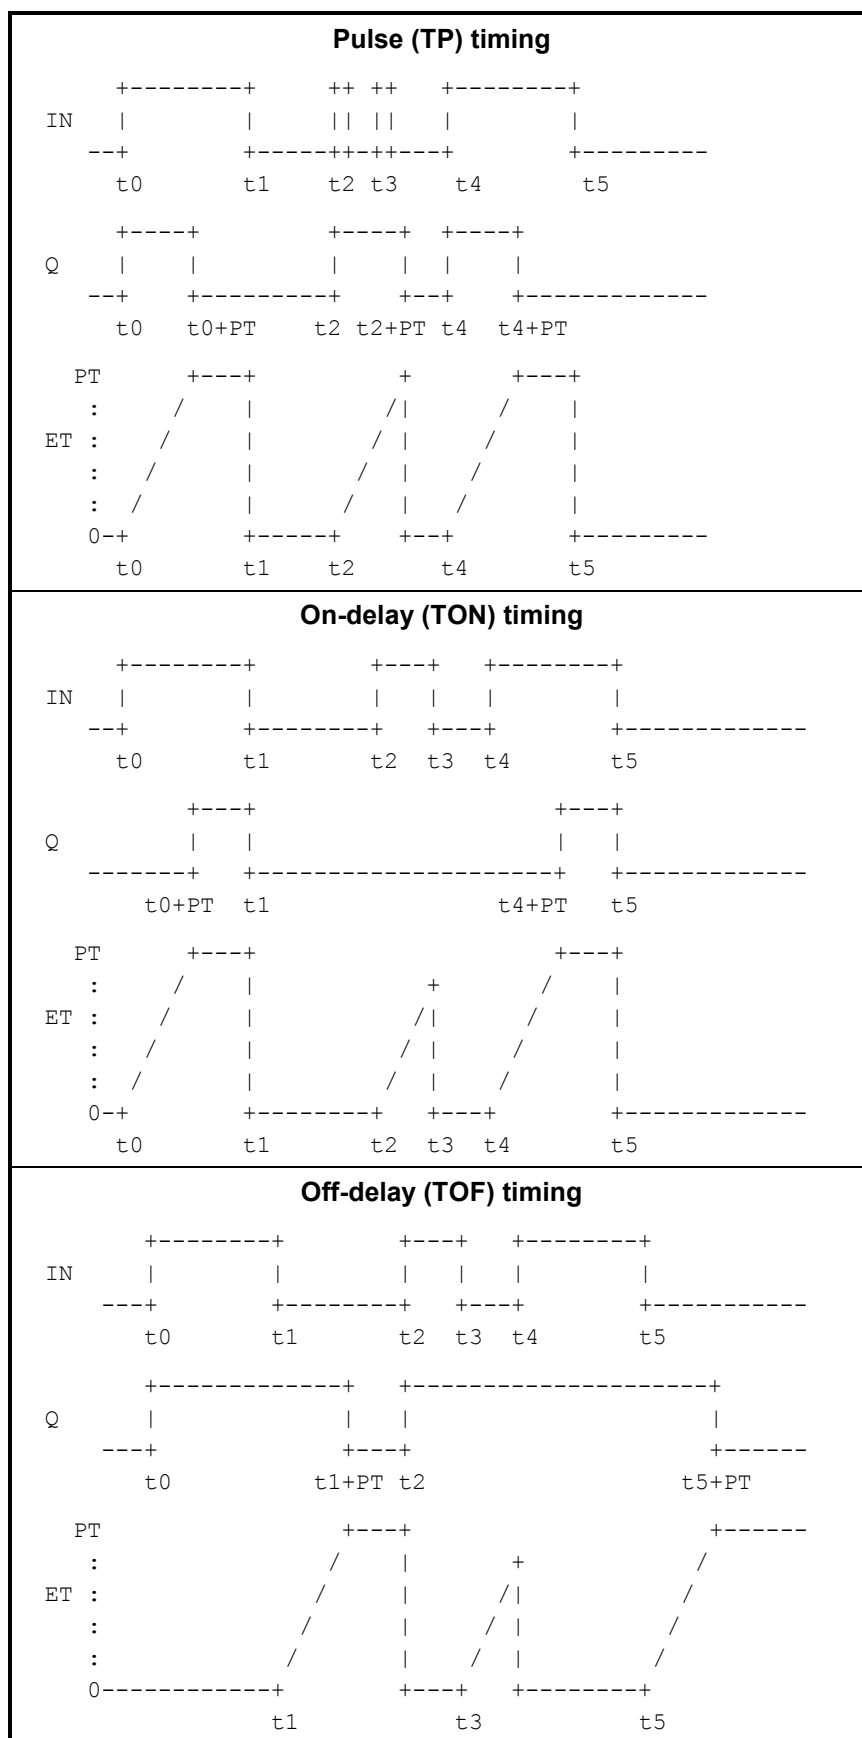 Pulse (TP) timing
     +--------+     ++ ++   +--------+
IN   |        |     || ||   |        |
   --+        +-----++-++---+        +---------
     t0       t1    t2 t3    t4       t5
     +----+         +----+  +----+
Q    |    |         |    |  |    |
   --+    +---------+    +--+    +-------------
     t0   t0+PT    t2 t2+PT t4  t4+PT
  PT      +---+          +       +---+
   :     /    |         /|      /    |
ET :    /     |        / |     /     |
   :   /      |       /  |    /      |
   :  /       |      /   |   /       |
   0-+        +-----+    +--+        +---------
     t0       t1    t2      t4       t5
On-delay (TON) timing
     +--------+        +---+   +--------+
IN   |        |        |   |   |        |
   --+        +--------+   +---+        +-------------
     t0       t1       t2  t3  t4       t5
          +---+                     +---+
Q         |   |                     |   |
   -------+   +---------------------+   +-------------
       t0+PT  t1                t4+PT   t5
  PT      +---+                     +---+
   :     /    |            +       /    |
ET :    /     |           /|      /     |
   :   /      |          / |     /      |
   :  /       |         /  |    /       |
   0-+        +--------+   +---+        +-------------
     t0       t1       t2  t3  t4       t5
Off-delay (TOF) timing
       +--------+        +---+   +--------+
IN     |        |        |   |   |        |
    ---+        +--------+   +---+        +-----------
       t0       t1       t2  t3  t4       t5
       +-------------+   +---------------------+
Q      |             |   |                     |
    ---+             +---+                     +------
       t0          t1+PT t2                  t5+PT
  PT                 +---+                     +------
   :                /    |       +            /
ET :               /     |      /|           /
   :              /      |     / |          /
   :             /       |    /  |         /
   0------------+        +---+   +--------+
                t1           t3           t5